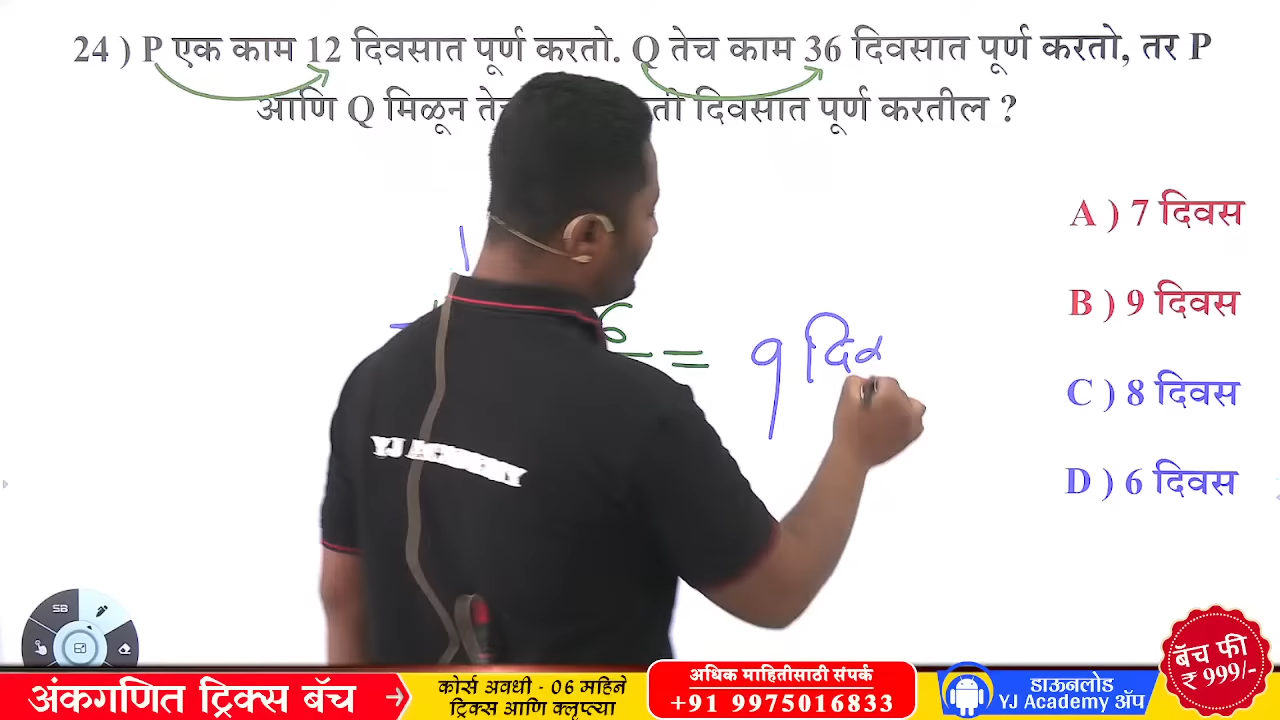 24 ) P एक काम 12 दिवसात पूर्ण करतो. Q तेच काम 36 दिवसात पूर्ण करतो, तर P
आणि Q मिळून दिवसात पूर्ण करतील ?
A ) 7 दिवस
B ) 9 दिवस
C ) 8 दिवस
D ) 6 दिवस
6
= 9 दिव
YJ ACADEMY
SB
अंकगणित ट्रिक्स बॅच
कोर्स अवधी - 06 महिने
ट्रिक्स आणि क्लृप्त्या
अधिक माहितीसाठी संपर्क
+91 9975016833
डाऊनलोड
YJ Academy ॲप
बॅच फी
₹ 999/-